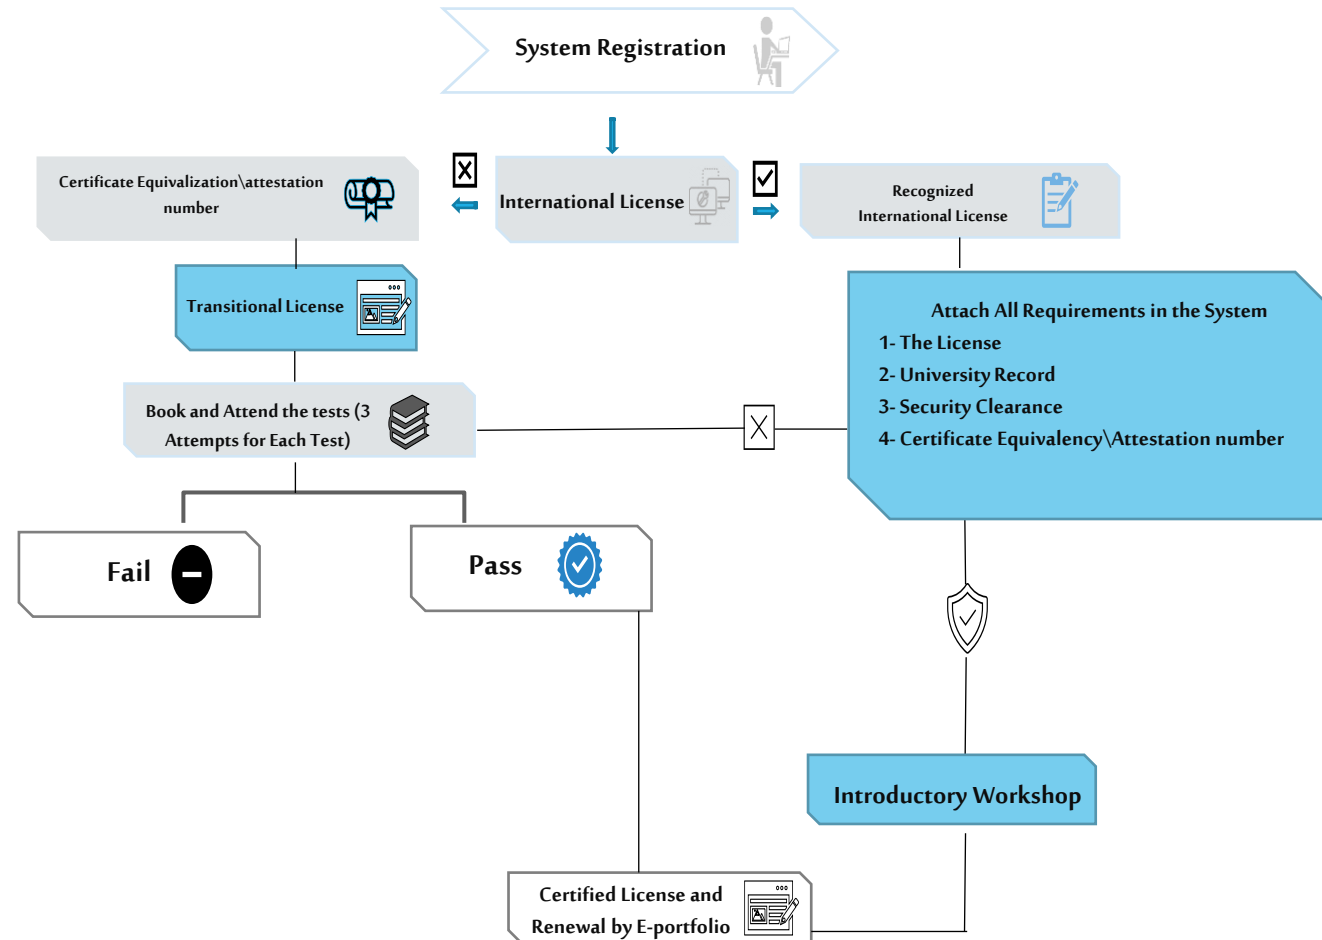 System Registration
Certificate Equivalization\attestation
number
International License
Recognized
International License
Transitional License
Attach All Requirements in the System
1- The License
2- University Record
3- Security Clearance
4- Certificate Equivalency\Attestation number
Book and Attend the tests (3
Attempts for Each Test)
Fail
Pass
Introductory Workshop
Certified License and
Renewal by E-portfolio